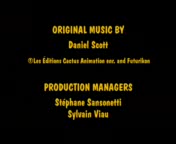 ORIGINAL MUSIC BY
Daniel Scott
©Les Éditions Cactus Animation enr. and Futurikon
PRODUCTION MANAGERS
Stéphane Sansonetti
Sylvain Viau